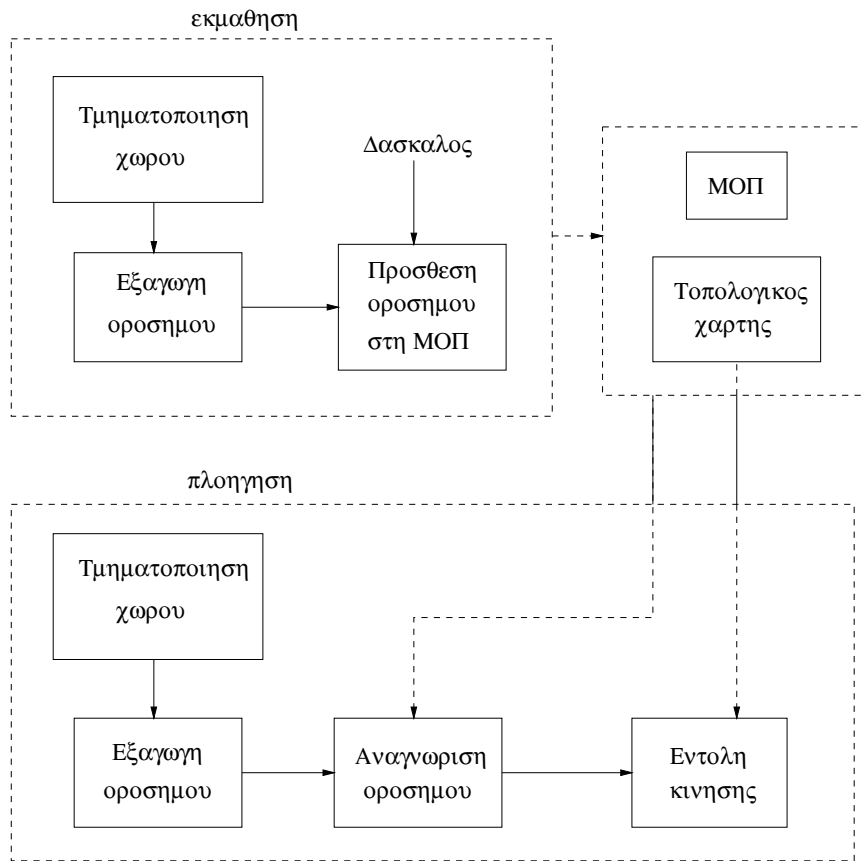 εκμαθηση
Τμηματοποιηση
χωρου
Δασκαλος
Εξαγωγη
οροσημου
Προσθεση
οροσημου
στη ΜΟΠ
ΜΟΠ
Τοπολογικος
χαρτης
πλοηγηση
Τμηματοποιηση
χωρου
Εξαγωγη
οροσημου
Αναγνωριση
οροσημου
Εντολη
κινησης